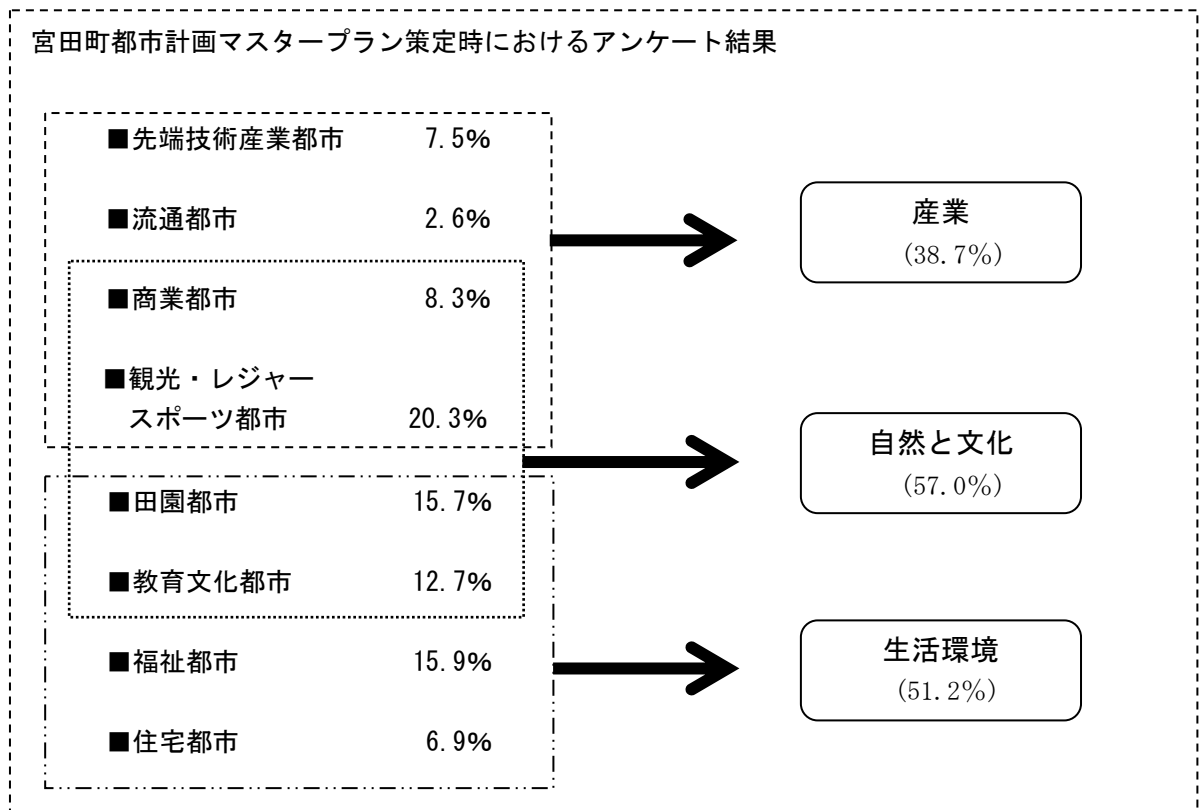 宮田町都市計画マスタープラン策定時におけるアンケート結果
■先端技術産業都市 7.5%
■流通都市 2.6%
■商業都市 8.3%
■観光・レジャー
スポーツ都市 20.3%
■田園都市 15.7%
■教育文化都市 12.7%
■福祉都市 15.9%
■住宅都市 6.9%
産業
(38.7%)
自然と文化
(57.0%)
生活環境
(51.2%)